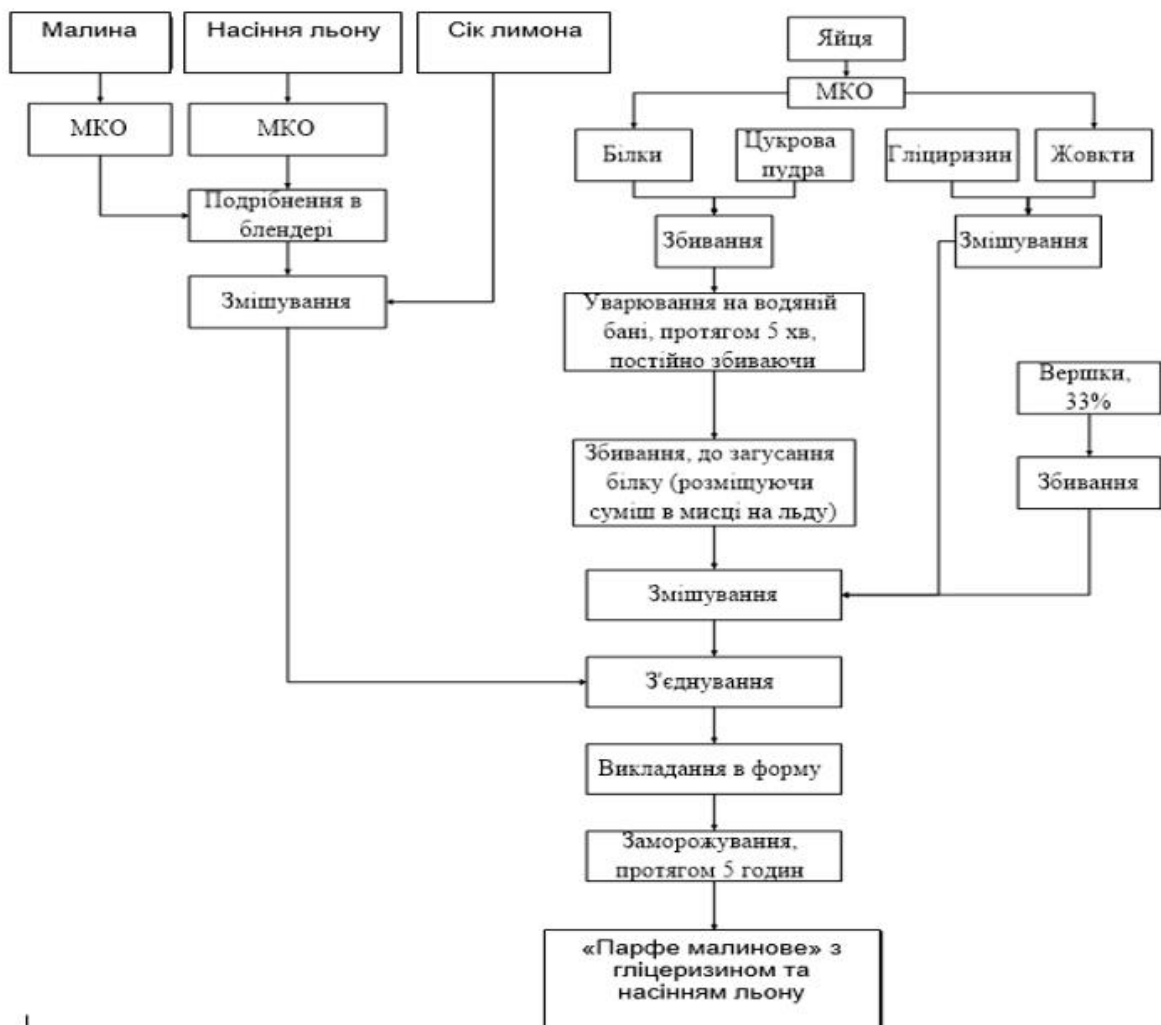 Малина
Насіння льону
Сік лимона
Яйця
МКО
МКО
МКО
Білки
Цукрова
пудра
Гліциризин
Жовкти
Подрібнення в
блендері
Збивання
Змішування
Змішування
Уварювання на водяній
бані, протягом 5 хв,
постійно збиваючи
Вершки,
33%
Збивання, до загусання
білку (розміщуючи
суміш в мисці на льду)
Збивання
Змішування
З'єднування
Викладання в форму
Заморожування,
протягом 5 годин
«Парфе малинове» з
гліцеризином та
насінням льону